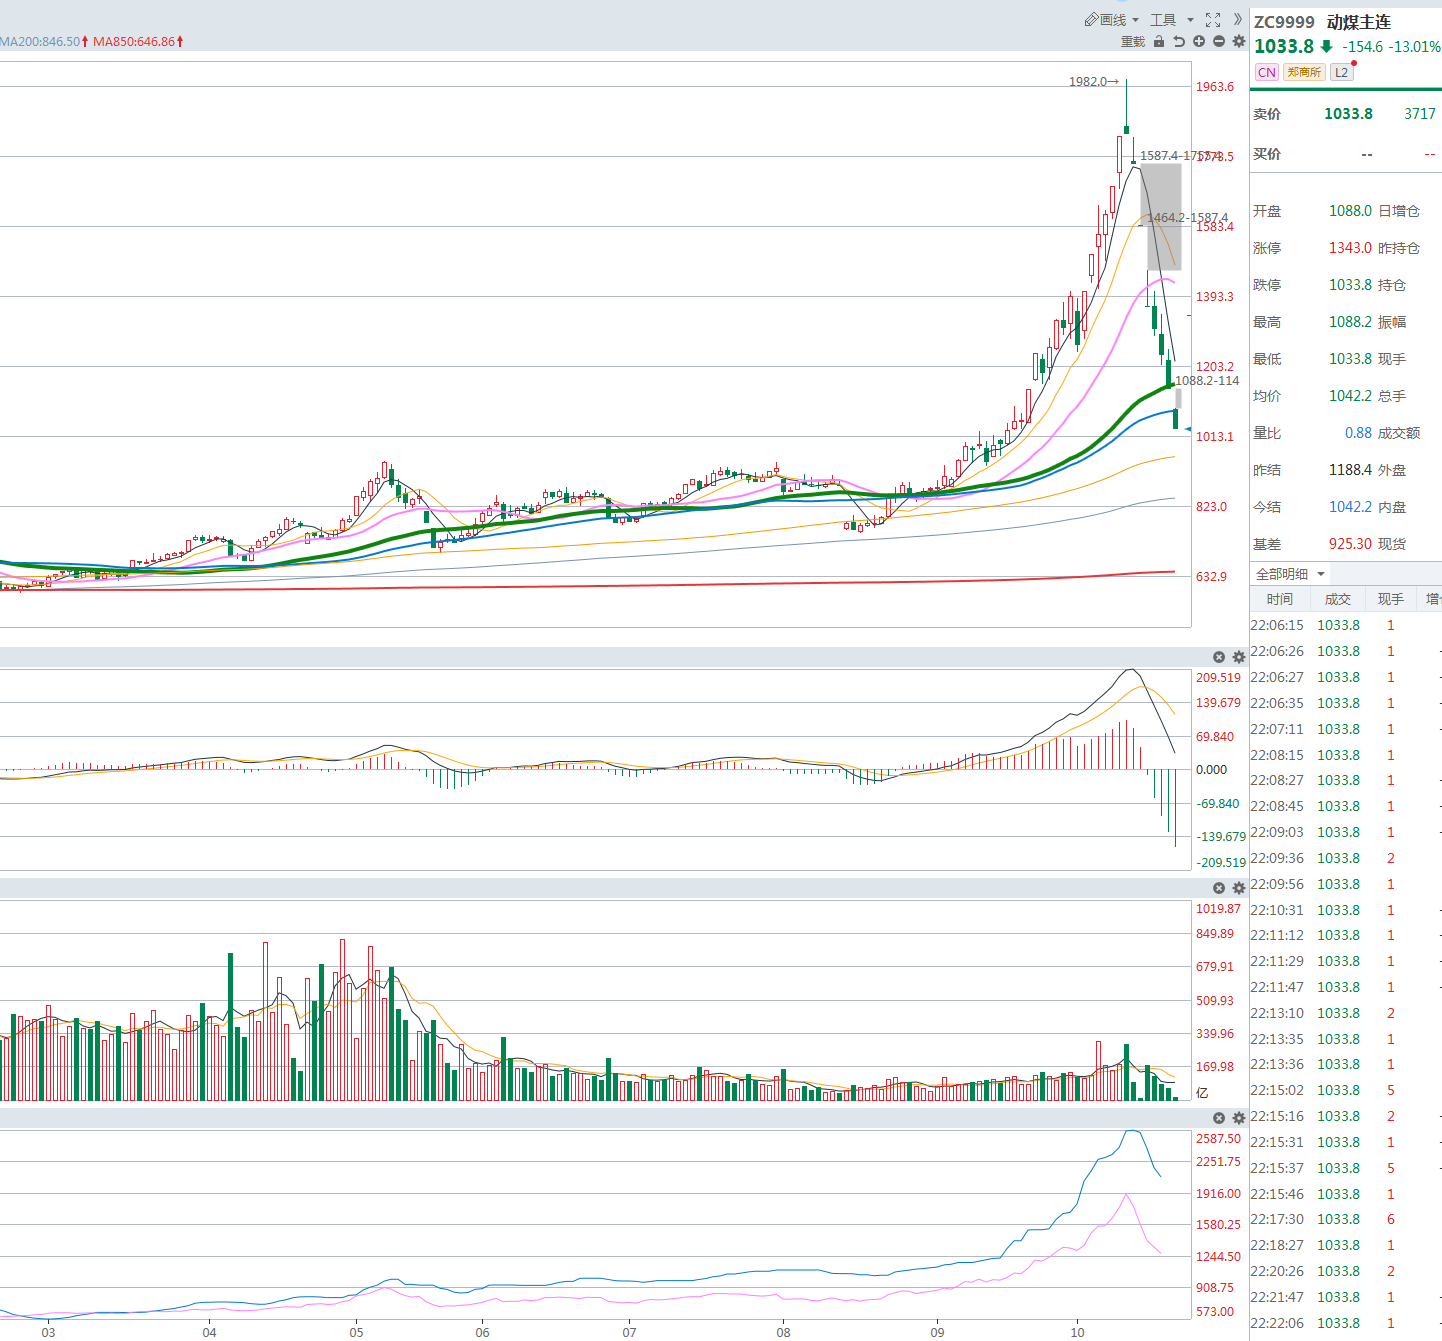 画线 工具
MA200:846.50 MA850:646.86
重载
1982.0→
1963.6
1587.4-1755.4
1773.5
1464.2-1587.4
1583.4
1393.3
1203.2
1088.2-114
1013.1
823.0
632.9
209.519
139.679
69.840
0.000
-69.840
-139.679
-209.519
1019.87
849.89
679.91
509.93
339.96
169.98
亿
2587.50
2251.75
1916.00
1580.25
1244.50
908.75
573.00
03 04 05 06 07 08 09 10
ZC9999 动煤主连
1033.8 -154.6 -13.01%
CN 郑商所 L2
卖价 1033.8 3717
买价 -- --
开盘 1088.0 日增仓
涨停 1343.0 昨持仓
跌停 1033.8 持仓
最高 1088.2 振幅
最低 1033.8 现手
均价 1042.2 总手
量比 0.88 成交额
昨结 1188.4 外盘
今结 1042.2 内盘
基差 925.30 现货
全部明细
时间 成交 现手
22:06:15 1033.8 1
22:06:26 1033.8 1
22:06:27 1033.8 1
22:06:35 1033.8 1
22:07:11 1033.8 1
22:08:15 1033.8 1
22:08:27 1033.8 1
22:08:45 1033.8 1
22:09:03 1033.8 1
22:09:36 1033.8 2
22:09:56 1033.8 1
22:10:31 1033.8 1
22:11:12 1033.8 1
22:11:29 1033.8 1
22:11:47 1033.8 1
22:13:10 1033.8 2
22:13:35 1033.8 1
22:13:36 1033.8 1
22:15:02 1033.8 5
22:15:16 1033.8 2
22:15:31 1033.8 1
22:15:37 1033.8 5
22:15:46 1033.8 1
22:17:30 1033.8 6
22:18:27 1033.8 1
22:20:26 1033.8 2
22:21:47 1033.8 1
22:22:06 1033.8 1